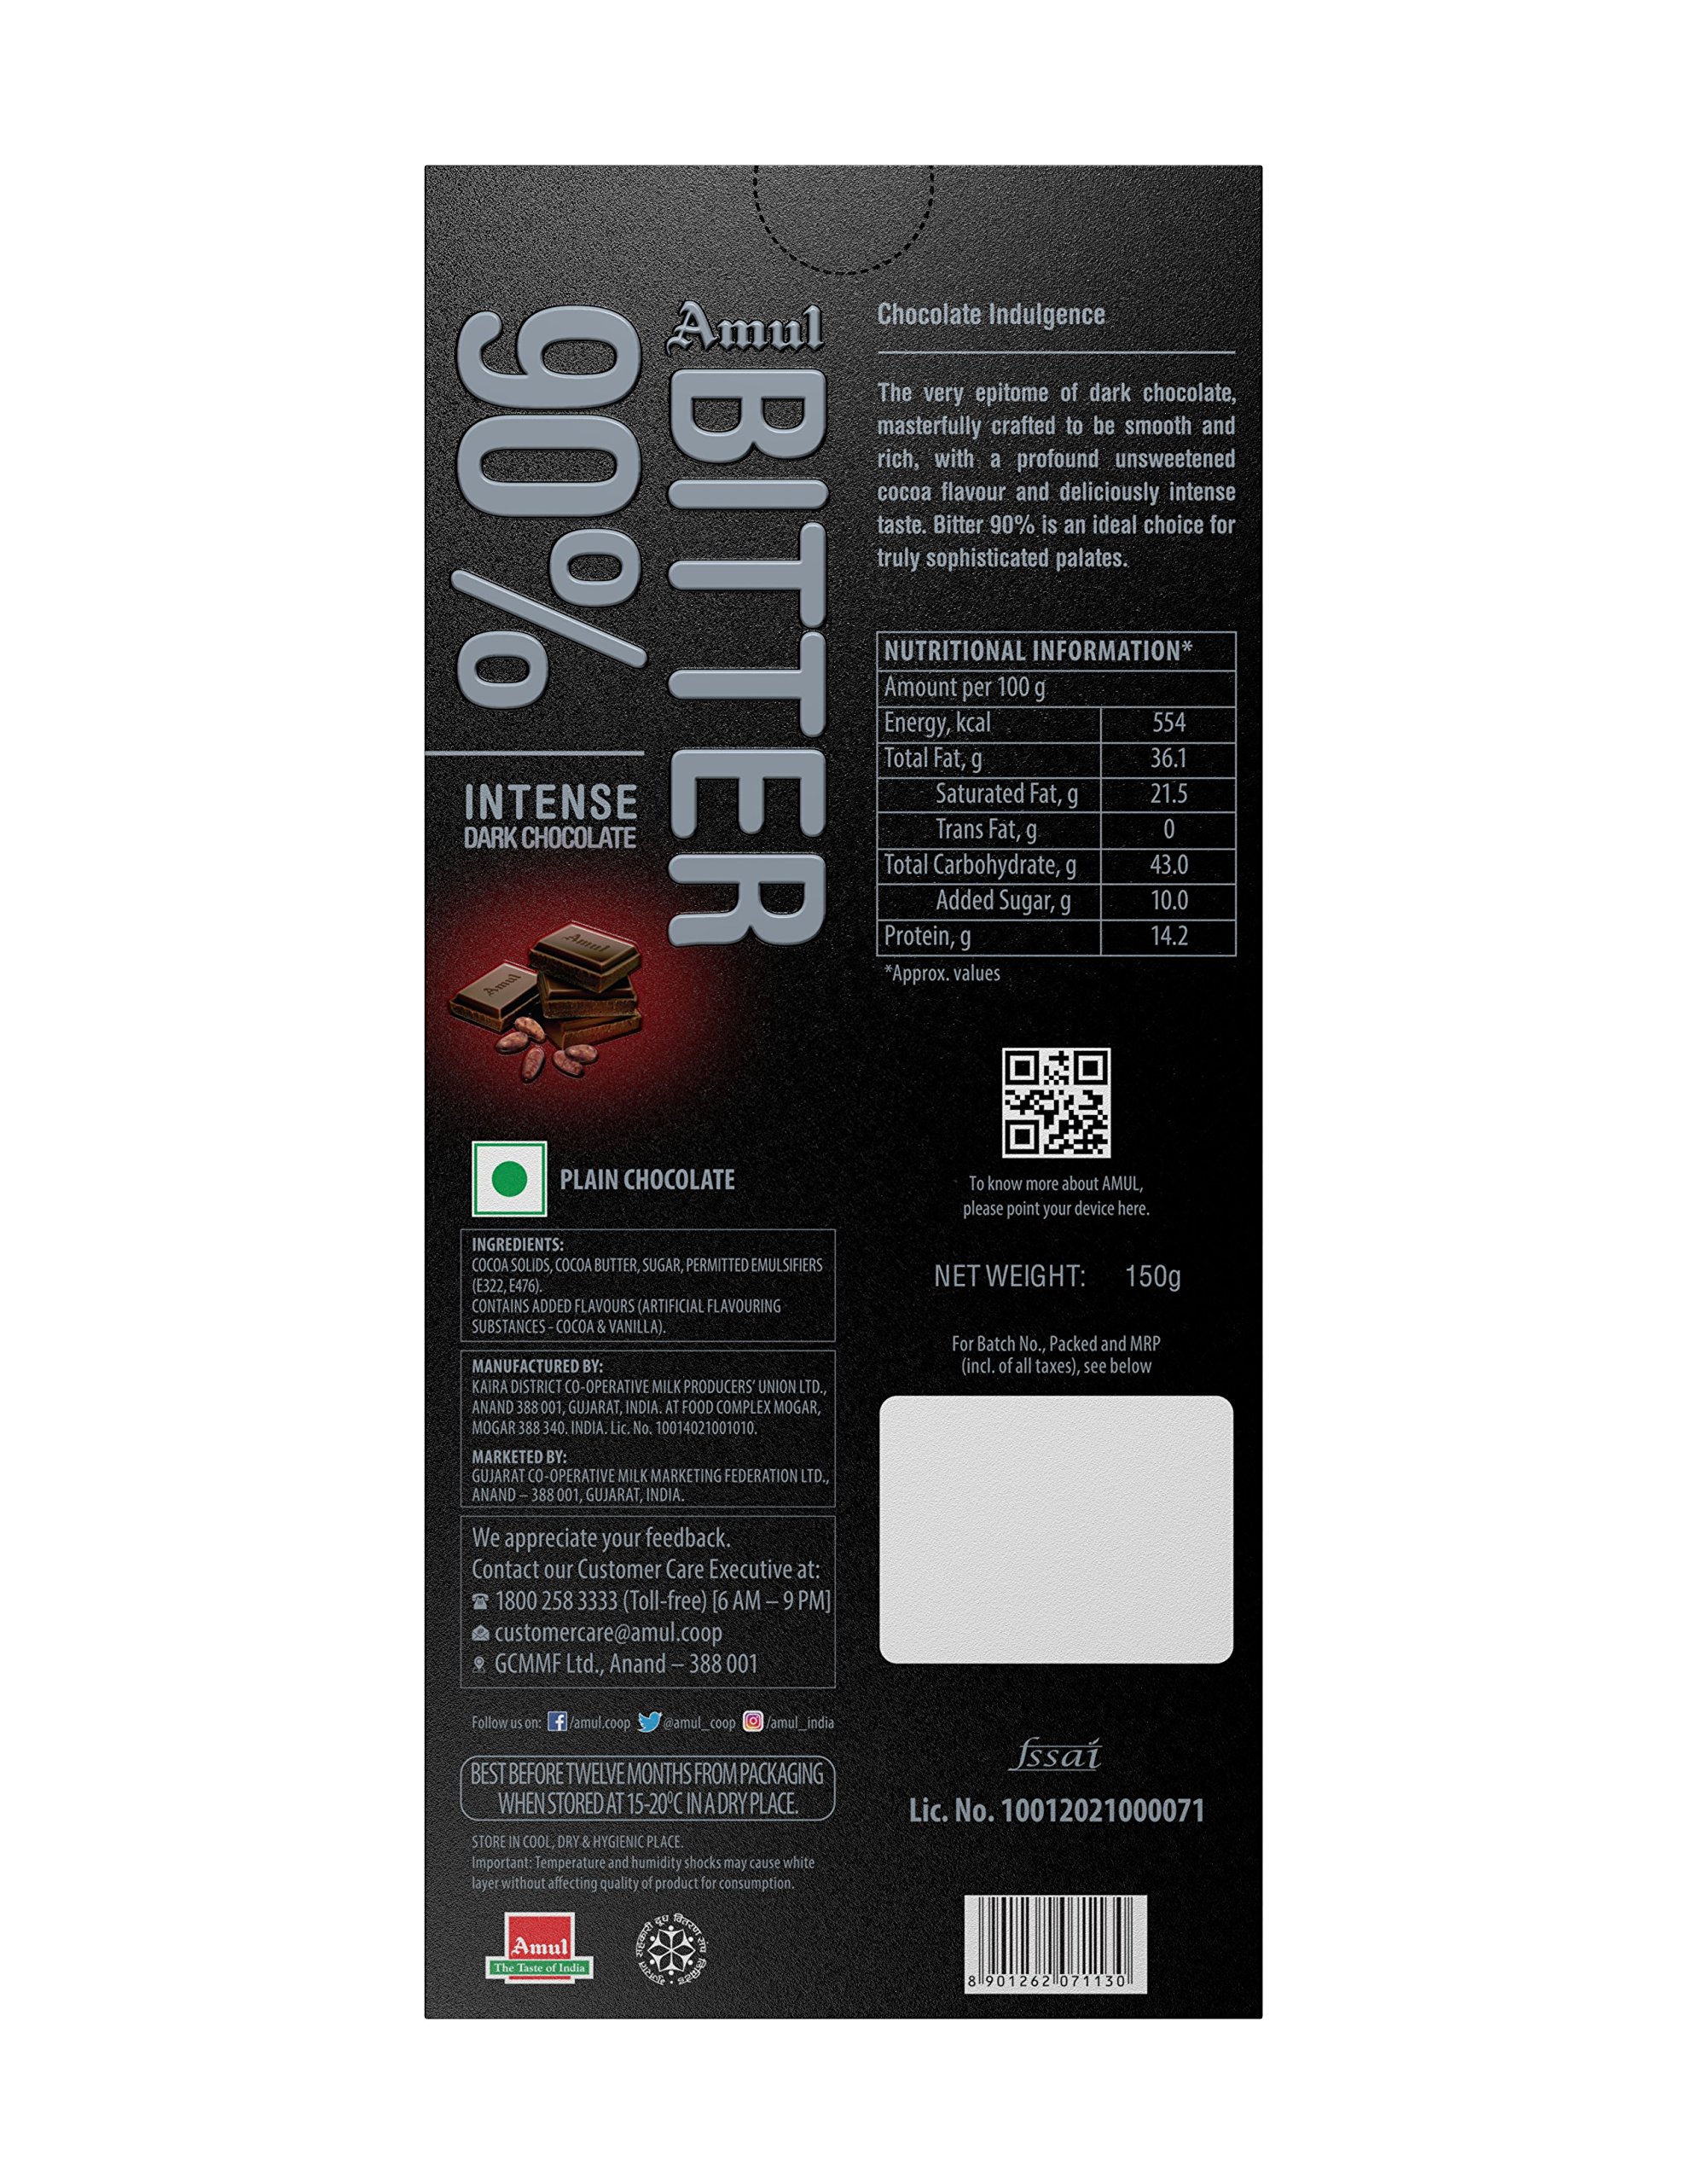 Amul
BITTER
90%
INTENSE
DARK CHOCOLATE
Amul
Amul
PLAIN CHOCOLATE
INGREDIENTS:
COCOA SOLIDS, COCOA BUTTER, SUGAR, PERMITTED EMULSIFIERS
(E322, E476).
CONTAINS ADDED FLAVOURS (ARTIFICIAL FLAVOURING
SUBSTANCES - COCOA & VANILLA).
MANUFACTURED BY:
KAIRA DISTRICT CO-OPERATIVE MILK PRODUCERS' UNION LTD.,
ANAND 388 001, GUJARAT, INDIA. AT FOOD COMPLEX MOGAR,
MOGAR 388 340. INDIA. Lic. No. 10014021001010.
MARKETED BY:
GUJARAT CO-OPERATIVE MILK MARKETING FEDERATION LTD.,
ANAND – 388 001, GUJARAT, INDIA.
We appreciate your feedback.
Contact our Customer Care Executive at:
1800 258 3333 (Toll-free) [6 AM – 9 PM]
customercare@amul.coop
GCMMF Ltd., Anand – 388 001
Follow us on: /amul.coop @amul_coop /amul_india
BEST BEFORE TWELVE MONTHS FROM PACKAGING
WHEN STORED AT 15-20⁰C IN A DRY PLACE.
STORE IN COOL, DRY & HYGIENIC PLACE.
Important: Temperature and humidity shocks may cause white
layer without affecting quality of product for consumption.
Amul
The Taste of India
Chocolate Indulgence
The very epitome of dark chocolate,
masterfully crafted to be smooth and
rich, with a profound unsweetened
cocoa flavour and deliciously intense
taste. Bitter 90% is an ideal choice for
truly sophisticated palates.
NUTRITIONAL INFORMATION*
Amount per 100 g
Energy, kcal 554
Total Fat, g 36.1
Saturated Fat, g 21.5
Trans Fat, g 0
Total Carbohydrate, g 43.0
Added Sugar, g 10.0
Protein, g 14.2
*Approx. values
To know more about AMUL,
please point your device here.
NET WEIGHT: 150g
For Batch No., Packed and MRP
(incl. of all taxes), see below
fssai
Lic. No. 10012021000071
8 901262 071130